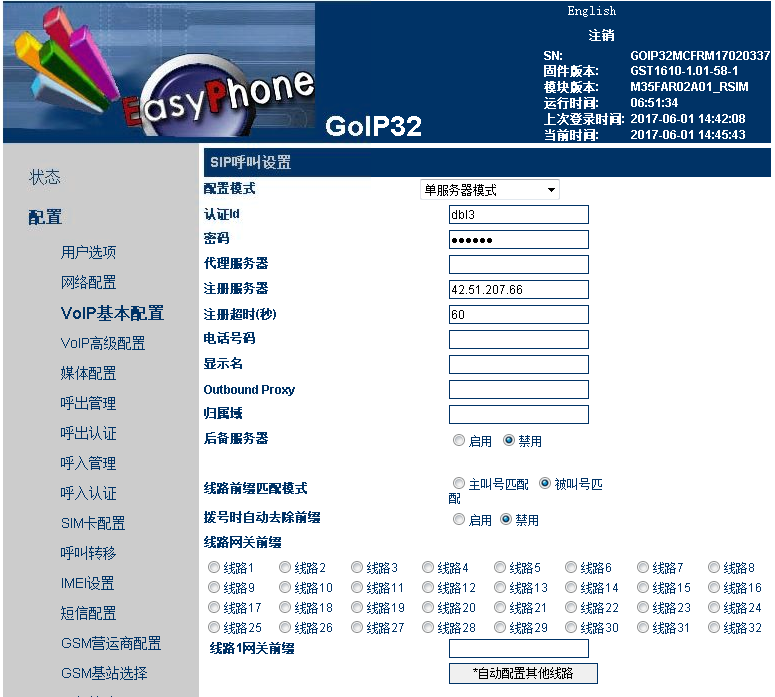 English
注销
SN: GOIP32MCFRM17020337
固件版本: GST1610-1.01-58-1
模块版本: M35FAR02A01_RSIM
运行时间: 06:51:34
上次登录时间: 2017-06-01 14:42:08
当前时间: 2017-06-01 14:45:43
EasyPhone
GoIP32
状态
配置
用户选项
网络配置
VoIP基本配置
VoIP高级配置
媒体配置
呼出管理
呼出认证
呼入管理
呼入认证
SIM卡配置
呼叫转移
IMEI设置
短信配置
GSM营运商配置
GSM基站选择
SIP呼叫设置
配置模式 单服务器模式
认证Id dbl3
密码 ●●●●●●
代理服务器
注册服务器 42.51.207.66
注册超时(秒) 60
电话号码
显示名
Outbound Proxy
归属域
后备服务器 启用 禁用
线路前缀匹配模式 主叫号匹配 被叫号匹
配
拨号时自动去除前缀 启用 禁用
线路网关前缀
线路1 线路2 线路3 线路4 线路5 线路6 线路7 线路8
线路9 线路10 线路11 线路12 线路13 线路14 线路15 线路16
线路17 线路18 线路19 线路20 线路21 线路22 线路23 线路24
线路25 线路26 线路27 线路28 线路29 线路30 线路31 线路32
线路1网关前缀
*自动配置其他线路